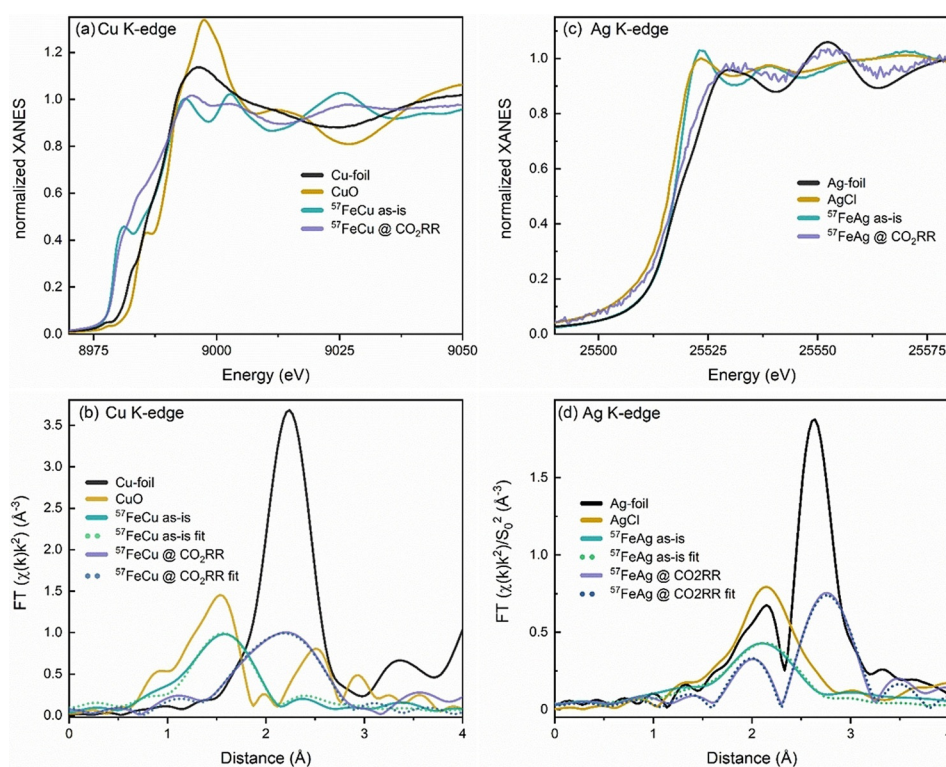 (a) Cu K-edge
normalized XANES
1.2
1.0
0.8
0.6
0.4
0.2
0.0
Cu-foil
CuO
⁵⁷FeCu as-is
⁵⁷FeCu @ CO₂RR
8975 9000 9025 9050
Energy (eV)
(c) Ag K-edge
normalized XANES
1.0
0.8
0.6
0.4
0.2
0.0
Ag-foil
AgCl
⁵⁷FeAg as-is
⁵⁷FeAg @ CO₂RR
25500 25525 25550 25575
Energy (eV)
(b) Cu K-edge
FT (χ(k)k²) (Å⁻³)
3.5
3.0
2.5
2.0
1.5
1.0
0.5
0.0
Cu-foil
CuO
⁵⁷FeCu as-is
⁵⁷FeCu as-is fit
⁵⁷FeCu @ CO₂RR
⁵⁷FeCu @ CO₂RR fit
0 1 2 3 4
Distance (Å)
(d) Ag K-edge
FT (χ(k)k²)/S₀² (Å⁻³)
1.5
1.0
0.5
0
Ag-foil
AgCl
⁵⁷FeAg as-is
⁵⁷FeAg as-is fit
⁵⁷FeAg @ CO2RR
⁵⁷FeAg @ CO2RR fit
0 1 2 3 4
Distance (Å)